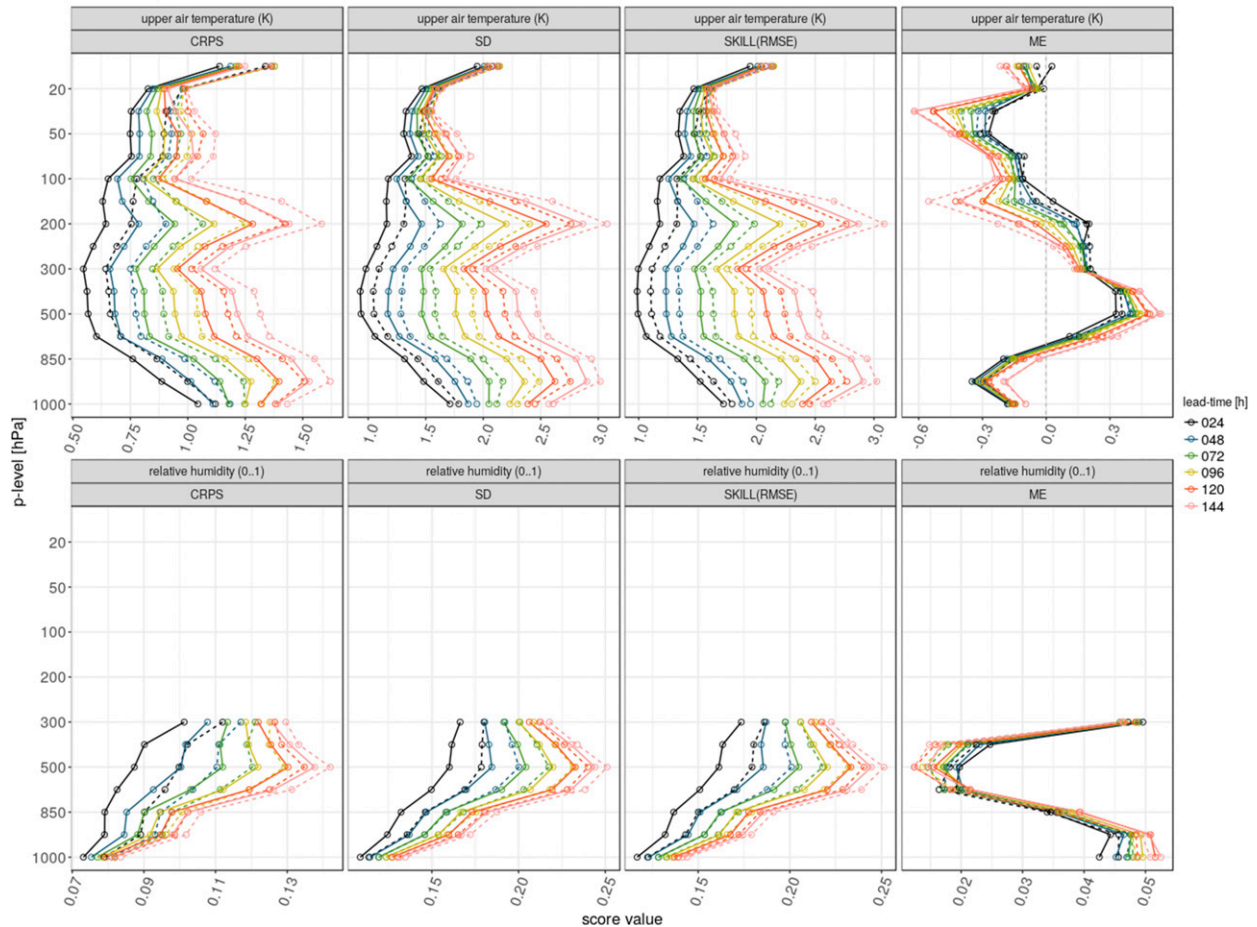 upper air temperature (K) upper air temperature (K) upper air temperature (K) upper air temperature (K)
CRPS SD SKILL(RMSE) ME
20
50
100
200
300
500
850
1000
0.50 0.75 1.00 1.25 1.50 1.0 1.5 2.0 2.5 3.0 1.0 1.5 2.0 2.5 3.0 -0.6 -0.3 0.0 0.3
p-level [hPa]
lead-time [h]
024
048
072
096
120
144
relative humidity (0..1) relative humidity (0..1) relative humidity (0..1) relative humidity (0..1)
CRPS SD SKILL(RMSE) ME
20
50
100
200
300
500
850
1000
0.07 0.09 0.11 0.13 0.15 0.20 0.25 0.15 0.20 0.25 0.02 0.03 0.04 0.05
score value